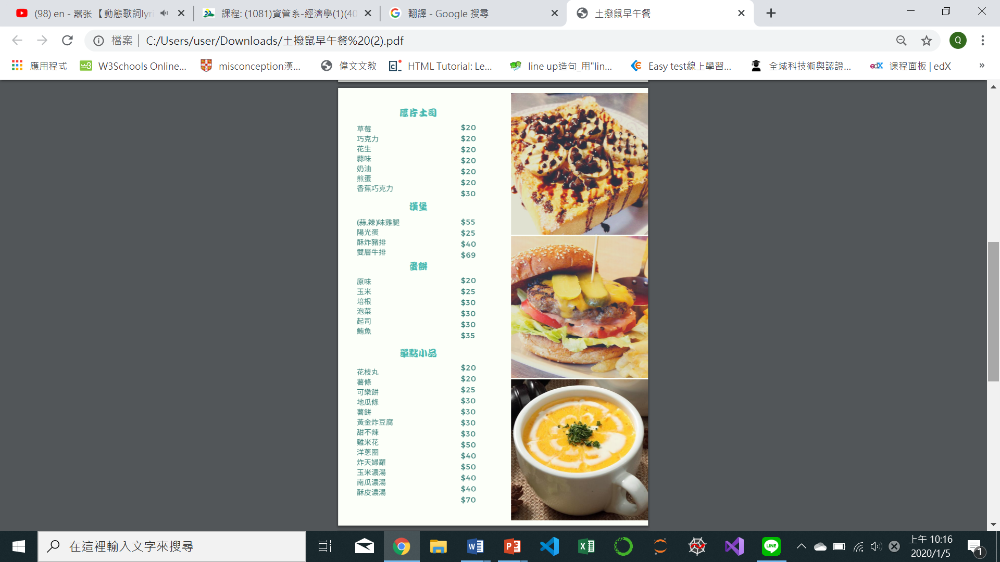 (98) en - 嚣张 【動態歌詞lyri
課程: (1081)資管系-經濟學(1)(40
翻譯 - Google 搜尋
土撥鼠早午餐
檔案 | C:/Users/user/Downloads/土撥鼠早午餐%20(2).pdf
Q
應用程式
W3Schools Online...
misconception漢...
偉文文教
HTML Tutorial: Le...
line up造句_用"lin...
Easy test線上學習...
全域科技術與認證...
edX 课程面板 | edX
»
厚片土司
草莓 $20
巧克力 $20
花生 $20
蒜味 $20
奶油 $20
煎蛋 $20
香蕉巧克力 $30
漢堡
(蒜,辣)味雞腿 $55
陽光蛋 $25
酥炸豬排 $40
雙層牛排 $69
蛋餅
原味 $20
玉米 $25
培根 $30
泡菜 $30
起司 $30
鮪魚 $35
單點小品
花枝丸 $20
薯條 $20
可樂餅 $25
地瓜條 $30
薯餅 $30
黃金炸豆腐 $30
甜不辣 $30
雞米花 $50
洋蔥圈 $40
炸天婦羅 $50
玉米濃湯 $40
南瓜濃湯 $40
酥皮濃湯 $70
在這裡輸入文字來搜尋
LINE
上午 10:16
2020/1/5
1